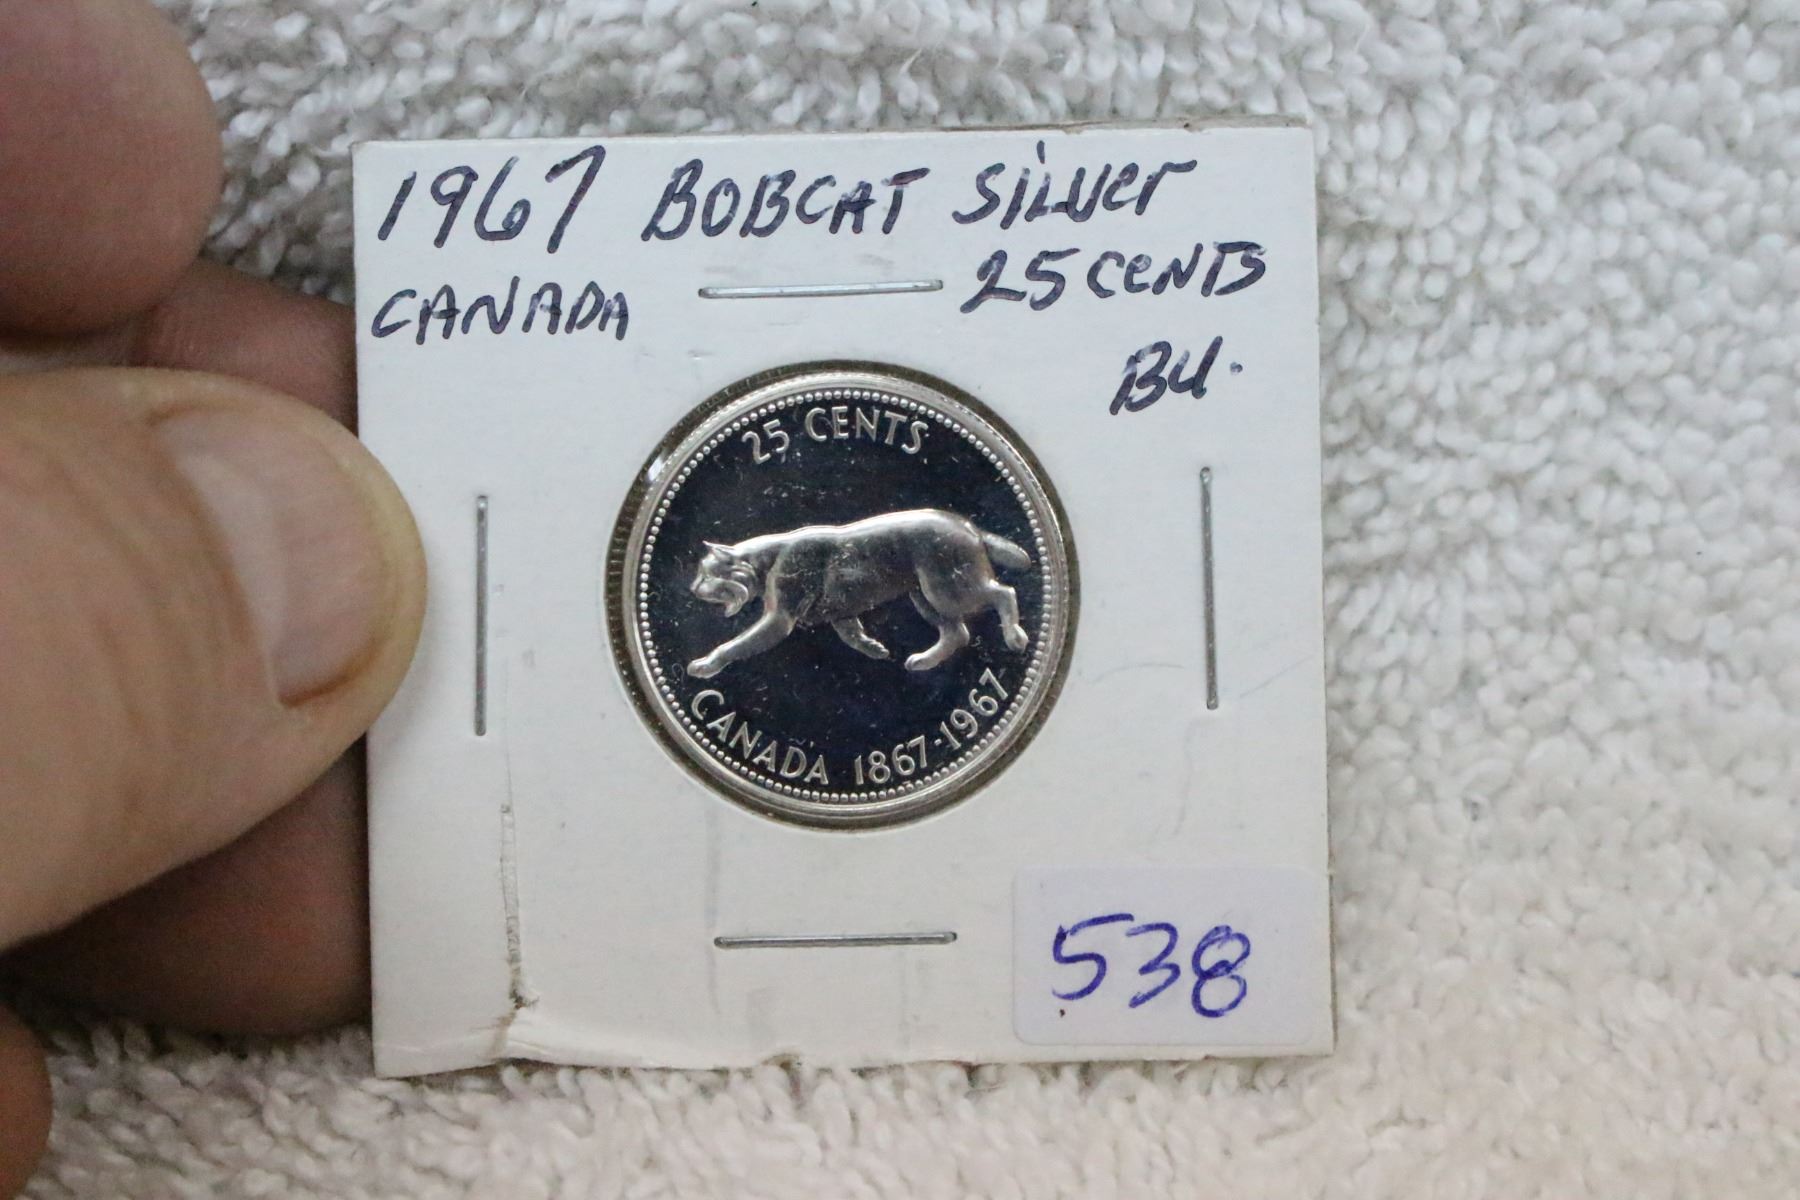 1967 BOBCAT SILVER
CANADA 25 CENTS
BU.
25 CENTS
CANADA 1867-1967
538